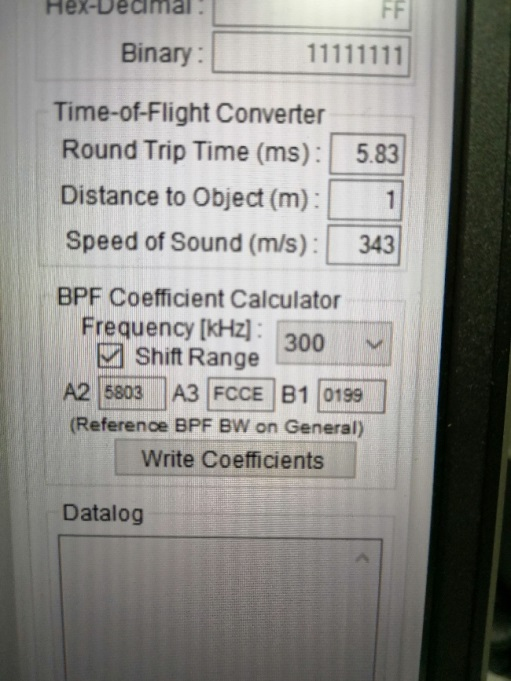 Hex-Decimal : FF
Binary : 11111111
Time-of-Flight Converter
Round Trip Time (ms) : 5.83
Distance to Object (m) : 1
Speed of Sound (m/s) : 343
BPF Coefficient Calculator
Frequency [kHz] : 300
Shift Range
A2 5803 A3 FCCE B1 0199
(Reference BPF BW on General)
Write Coefficients
Datalog